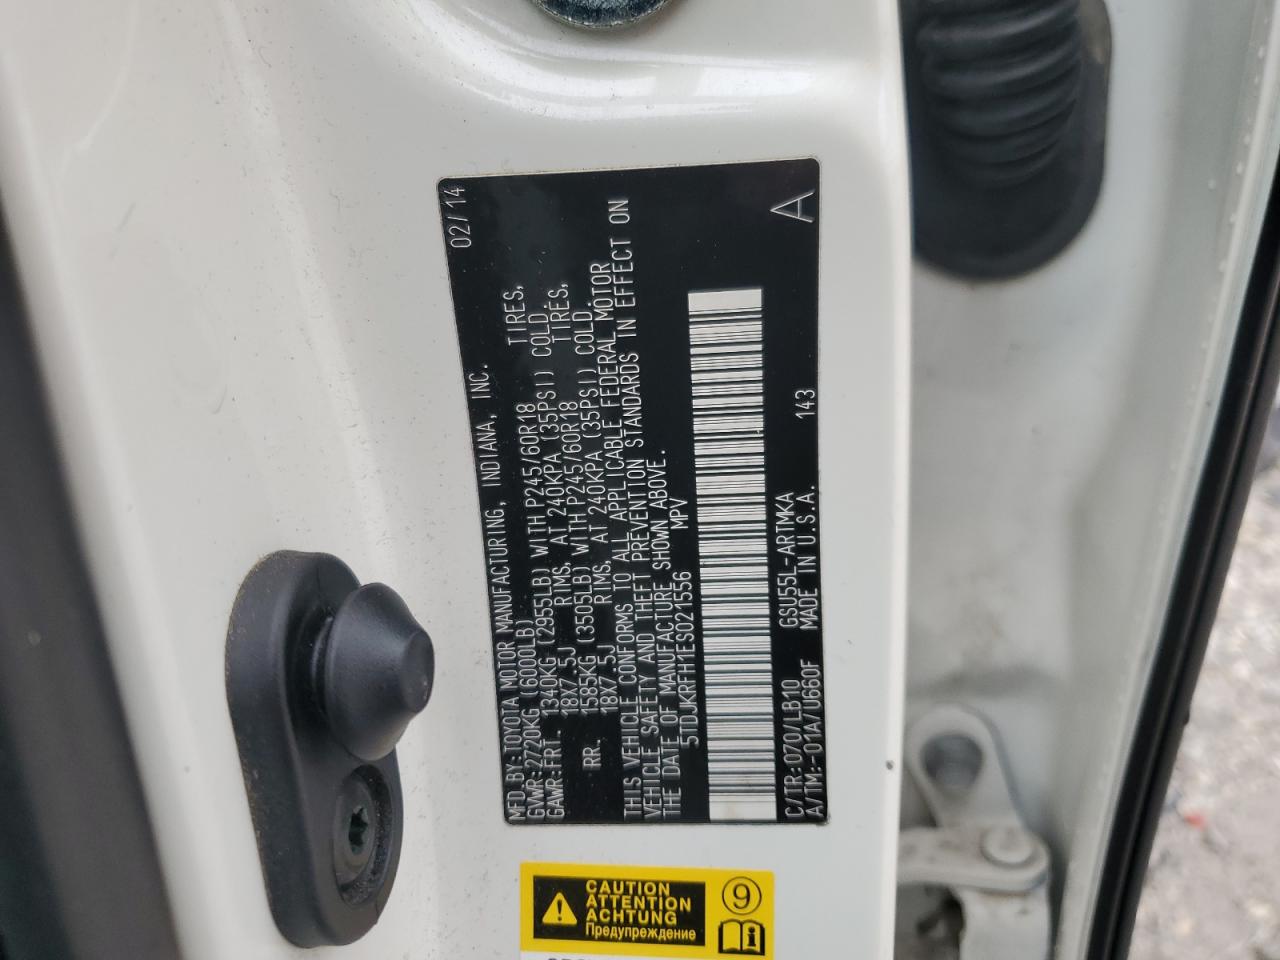 MFD. BY: TOYOTA MOTOR MANUFACTURING, INDIANA, INC. 02/14
GVWR: 2720KG (6000LB)
GAWR: FRT. 1340KG (2955LB) WITH P245/60R18 TIRES,
18X7.5J RIMS, AT 240KPA (35PSI) COLD.
RR. 1585KG (3505LB) WITH P245/60R18 TIRES,
18X7.5J RIMS, AT 240KPA (35PSI) COLD.
THIS VEHICLE CONFORMS TO ALL APPLICABLE FEDERAL MOTOR
VEHICLE SAFETY AND THEFT PREVENTION STANDARDS IN EFFECT ON
THE DATE OF MANUFACTURE SHOWN ABOVE.
5TDJKRFH1ES021556 MPV
C/TR: 070/LB10 GSU55L-ARTMKA
A/TM: -01A/U660F MADE IN U.S.A. 143 A
CAUTION
ATTENTION
ACHTUNG
Предупреждение
9
i